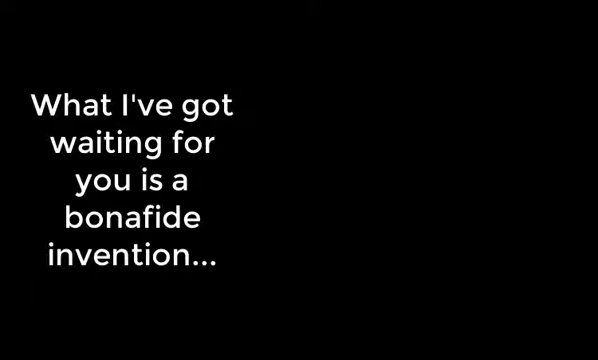 What I've got
waiting for
you is a
bonafide
invention...